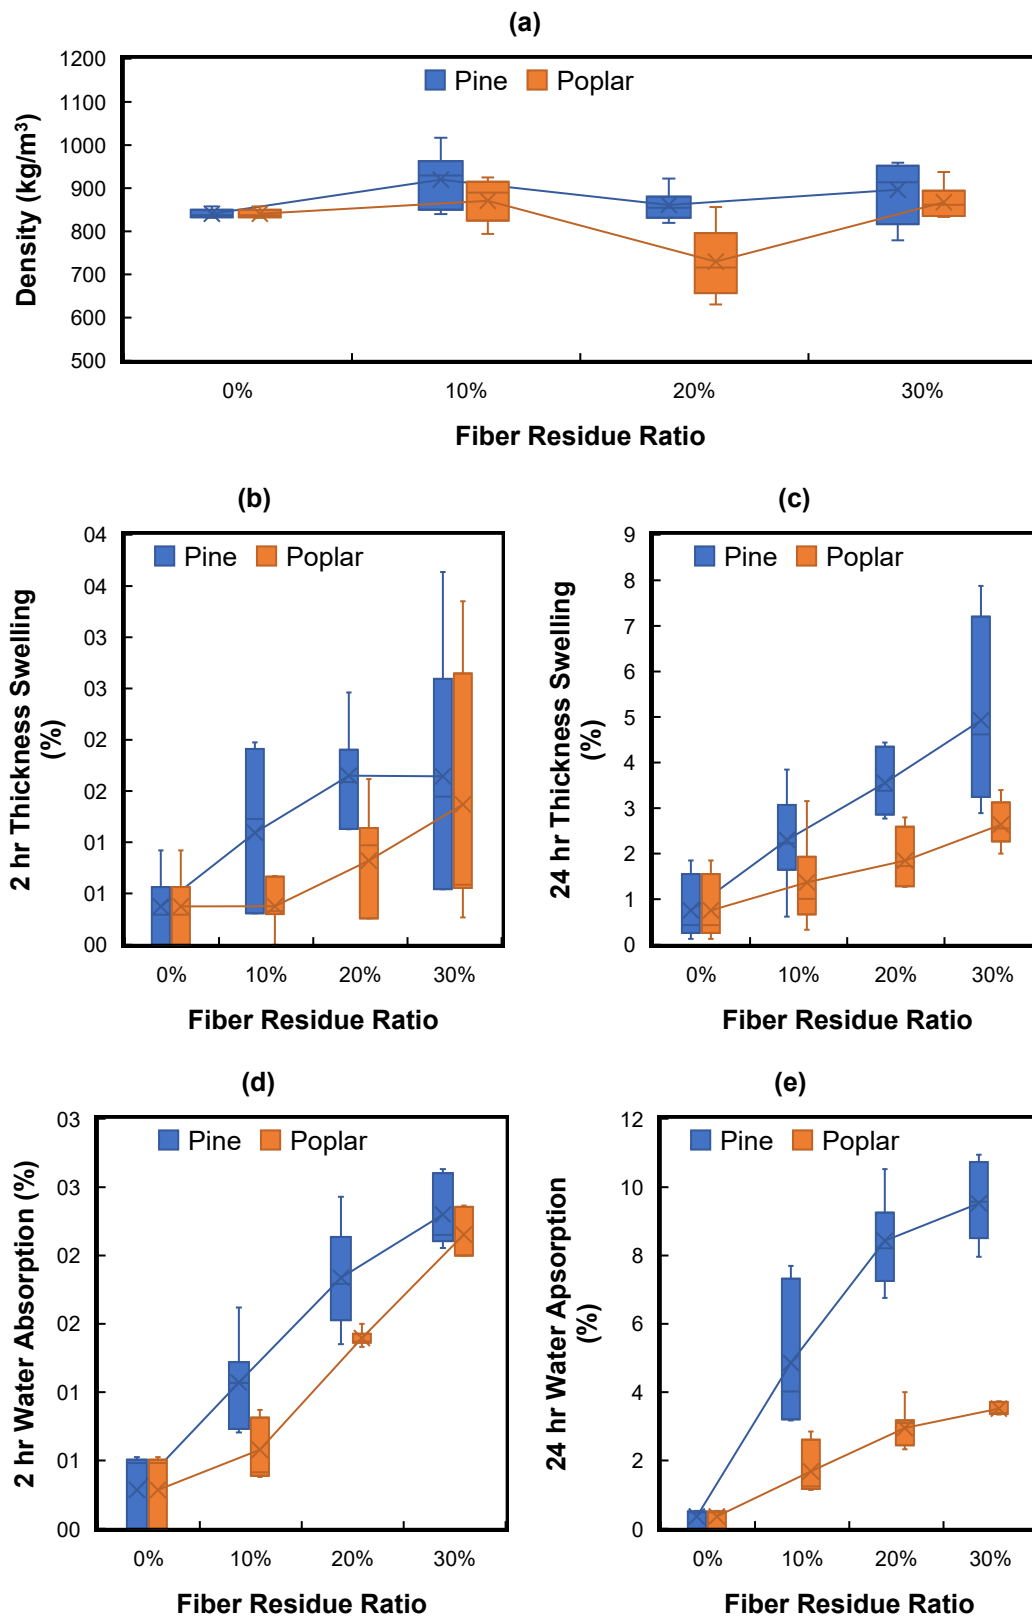 (a)
1200
1100
1000
900
800
700
600
500
Density (kg/m³)
Pine
Poplar
0%
10%
20%
30%
Fiber Residue Ratio
(b)
04
04
03
03
02
02
01
01
00
2 hr Thickness Swelling
(%)
Pine
Poplar
0%
10%
20%
30%
Fiber Residue Ratio
(c)
9
8
7
6
5
4
3
2
1
0
24 hr Thickness Swelling
(%)
Pine
Poplar
0%
10%
20%
30%
Fiber Residue Ratio
(d)
03
03
02
02
01
01
00
2 hr Water Absorption (%)
Pine
Poplar
0%
10%
20%
30%
Fiber Residue Ratio
(e)
12
10
8
6
4
2
0
24 hr Water Apsorption
(%)
Pine
Poplar
0%
10%
20%
30%
Fiber Residue Ratio